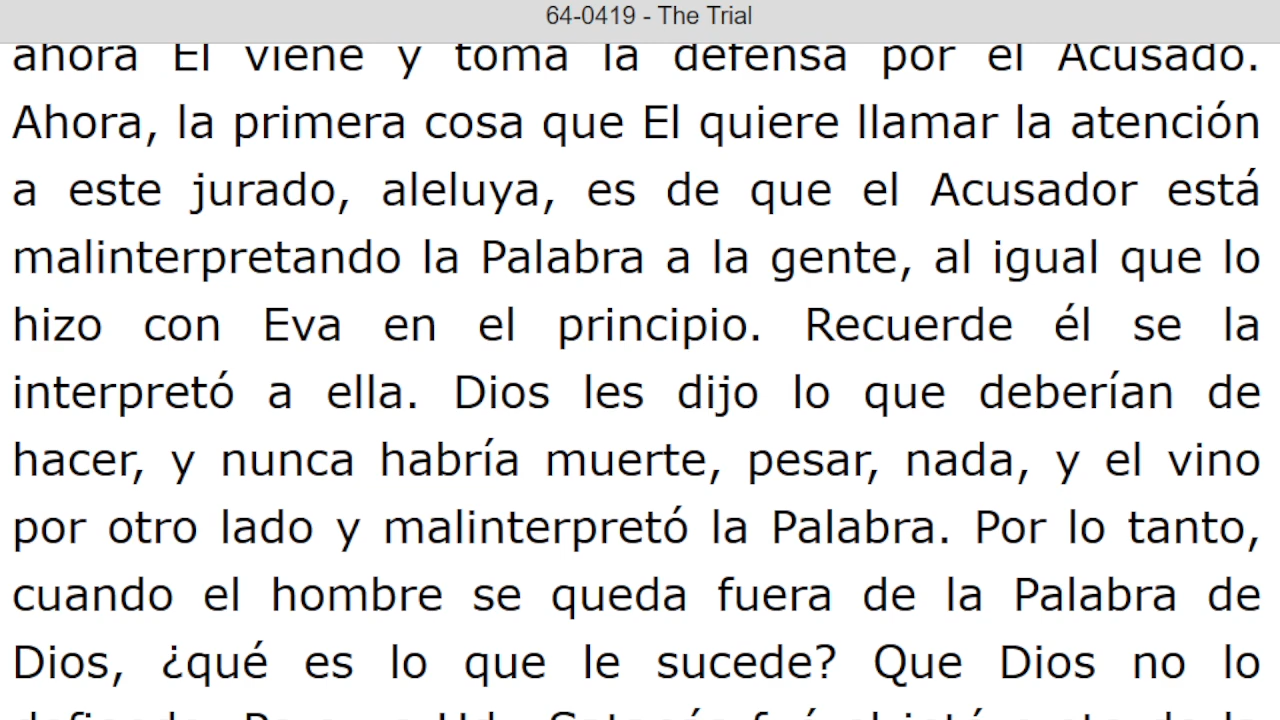 64-0419 - The Trial
ahora El viene y toma la defensa por el Acusado.
Ahora, la primera cosa que El quiere llamar la atención
a este jurado, aleluya, es de que el Acusador está
malinterpretando la Palabra a la gente, al igual que lo
hizo con Eva en el principio. Recuerde él se la
interpretó a ella. Dios les dijo lo que deberían de
hacer, y nunca habría muerte, pesar, nada, y el vino
por otro lado y malinterpretó la Palabra. Por lo tanto,
cuando el hombre se queda fuera de la Palabra de
Dios, ¿qué es lo que le sucede? Que Dios no lo